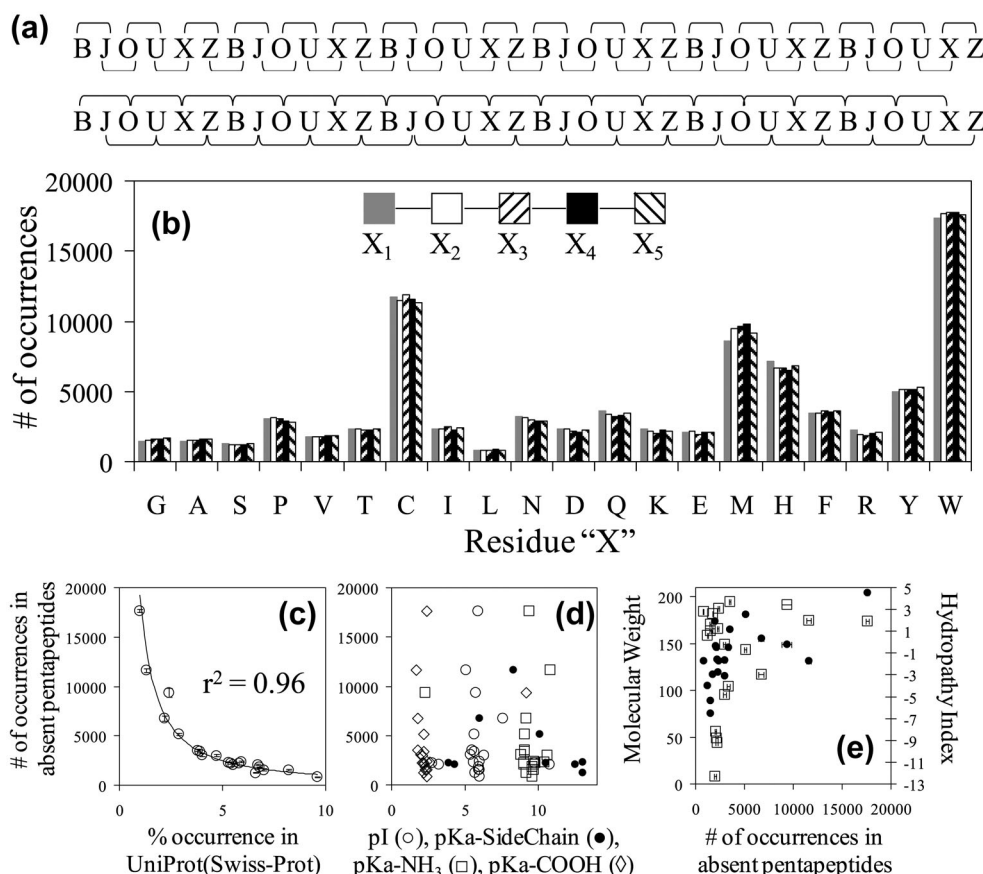 (a)
B J O U X Z B J O U X Z B J O U X Z B J O U X Z B J O U X Z B J O U X Z
B J O U X Z B J O U X Z B J O U X Z B J O U X Z B J O U X Z B J O U X Z
(b)
# of occurrences
20000
15000
10000
5000
0
X₁ X₂ X₃ X₄ X₅
G A S P V T C I L N D Q K E M H F R Y W
Residue “X”
(c)
# of occurrences in
absent pentapeptides
20000
15000
10000
5000
0
r² = 0.96
0 5 10
% occurrence in
UniProt(Swiss-Prot)
(d)
20000
15000
10000
5000
0
0 5 10
pI (○), pKa-SideChain (●),
pKa-NH₃ (□), pKa-COOH (◊)
(e)
Molecular Weight
200
150
100
50
0
Hydropathy Index
5
3
1
-1
-3
-5
-7
-9
-11
-13
0 5000 10000 15000 20000
# of occurrences in
absent pentapeptides